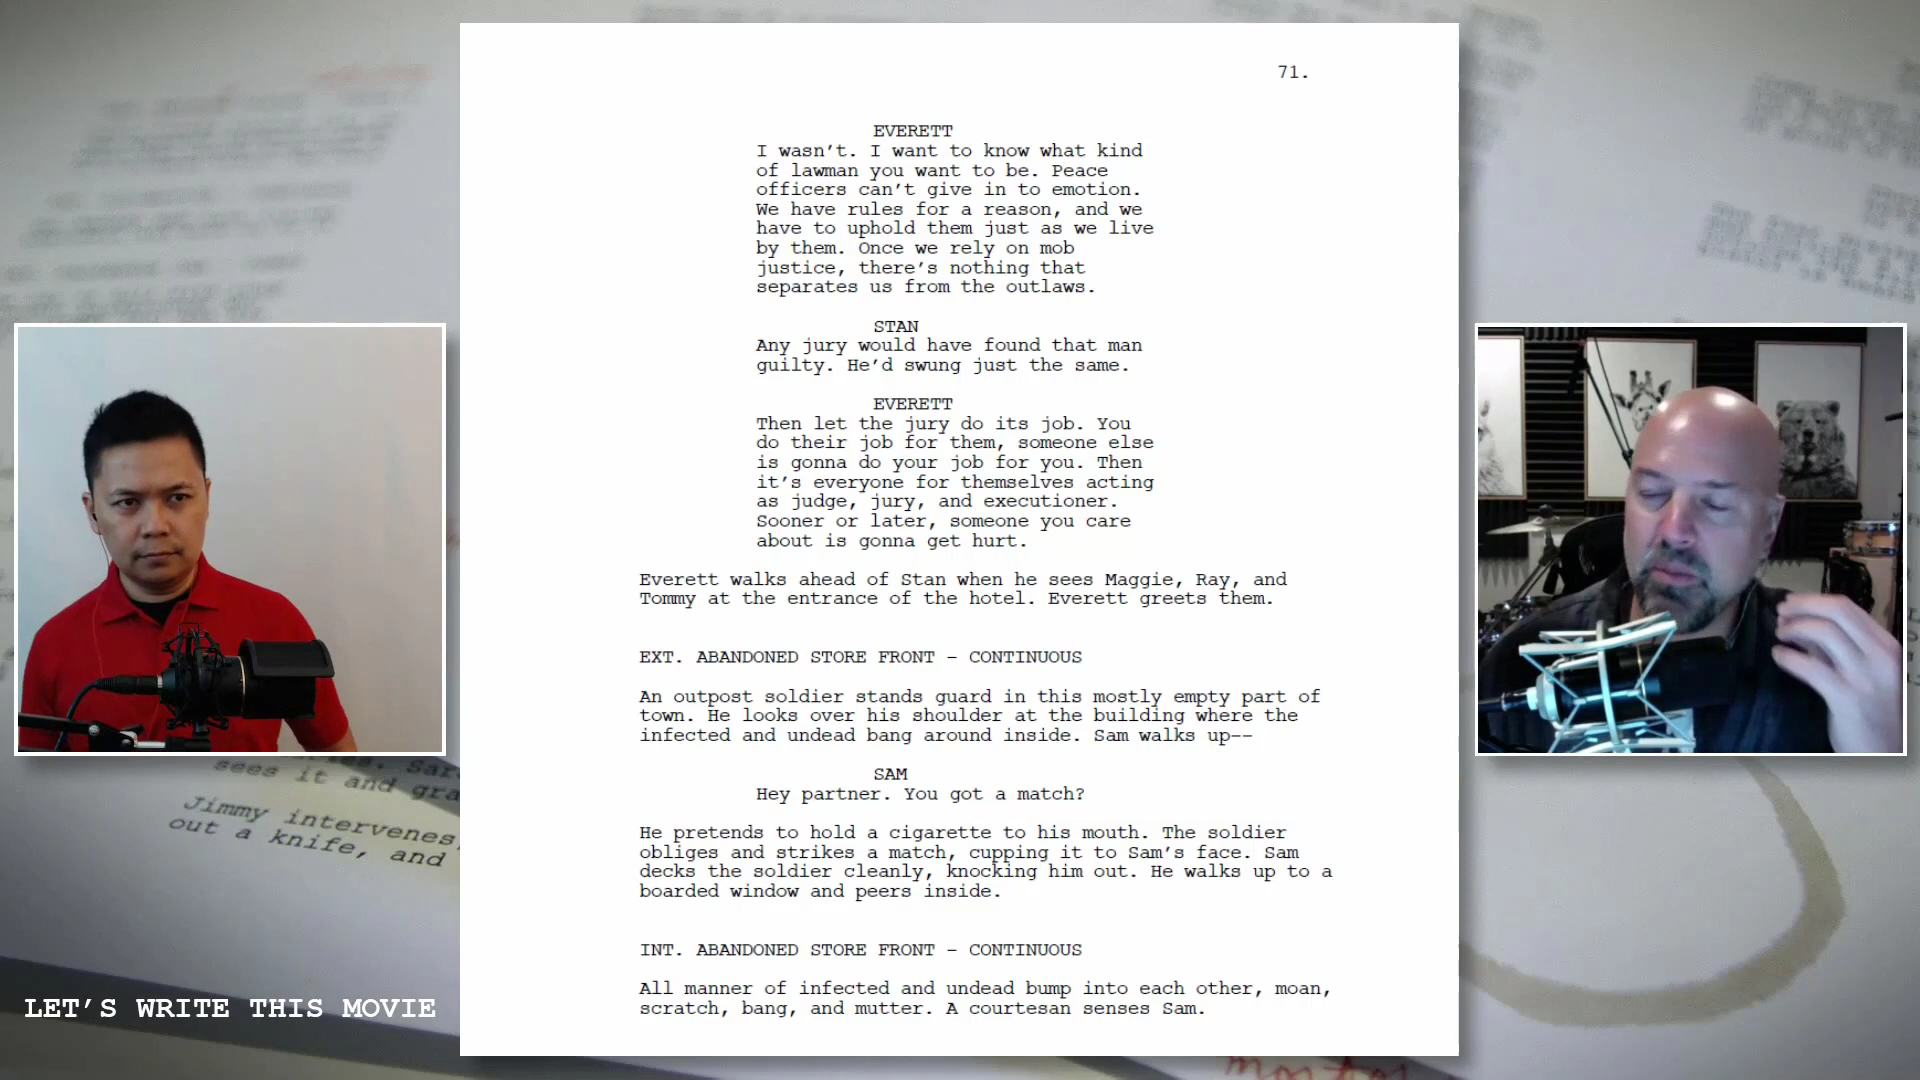 71.
EVERETT
I wasn't. I want to know what kind
of lawman you want to be. Peace
officers can't give in to emotion.
We have rules for a reason, and we
have to uphold them just as we live
by them. Once we rely on mob
justice, there's nothing that
separates us from the outlaws.
STAN
Any jury would have found that man
guilty. He'd swung just the same.
EVERETT
Then let the jury do its job. You
do their job for them, someone else
is gonna do your job for you. Then
it's everyone for themselves acting
as judge, jury, and executioner.
Sooner or later, someone you care
about is gonna get hurt.
Everett walks ahead of Stan when he sees Maggie, Ray, and
Tommy at the entrance of the hotel. Everett greets them.
EXT. ABANDONED STORE FRONT – CONTINUOUS
An outpost soldier stands guard in this mostly empty part of
town. He looks over his shoulder at the building where the
infected and undead bang around inside. Sam walks up--
SAM
Hey partner. You got a match?
He pretends to hold a cigarette to his mouth. The soldier
obliges and strikes a match, cupping it to Sam's face. Sam
decks the soldier cleanly, knocking him out. He walks up to a
boarded window and peers inside.
INT. ABANDONED STORE FRONT – CONTINUOUS
All manner of infected and undead bump into each other, moan,
scratch, bang, and mutter. A courtesan senses Sam.
sees it and gra
Jimmy intervenes,
out a knife, and
LET'S WRITE THIS MOVIE